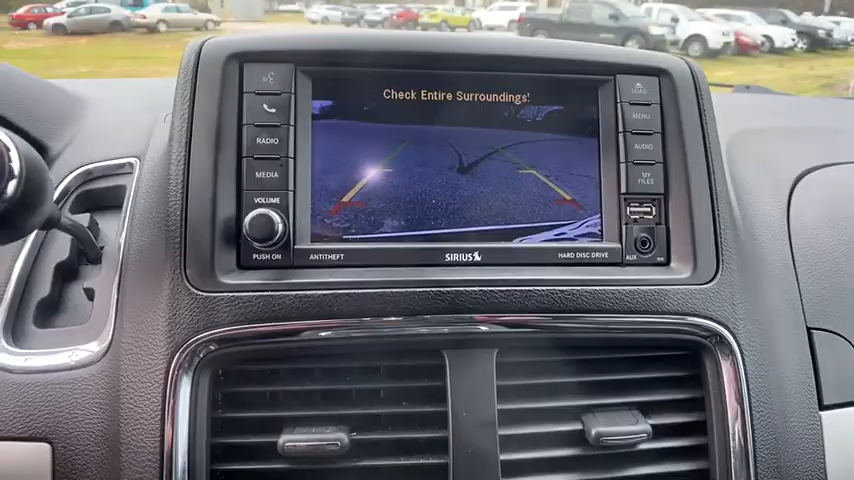 Check Entire Surroundings!
RADIO
MEDIA
VOLUME
PUSH ON
LOAD
MENU
AUDIO
MY
FILES
AUX
ANTITHEFT
SIRIUS
HARD DISC DRIVE